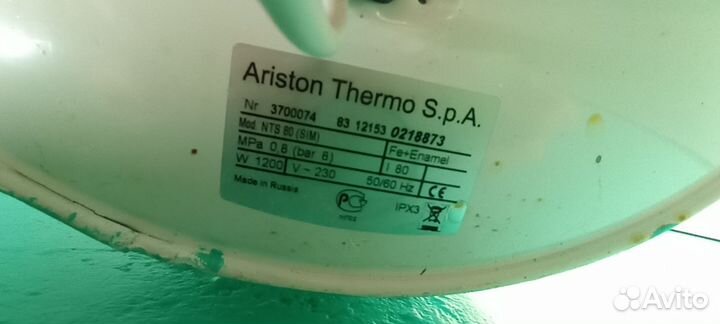 Ariston Thermo S.p.A.
Nr 3700074 83 12153 0218873
Mod. NTS 80 (SIM)
MPa 0,8 (bar 8) Fe+Enamel
W 1200 V ~ 230 l 80
50/60 Hz CE
Made in Russia
PC IPX3
Avito